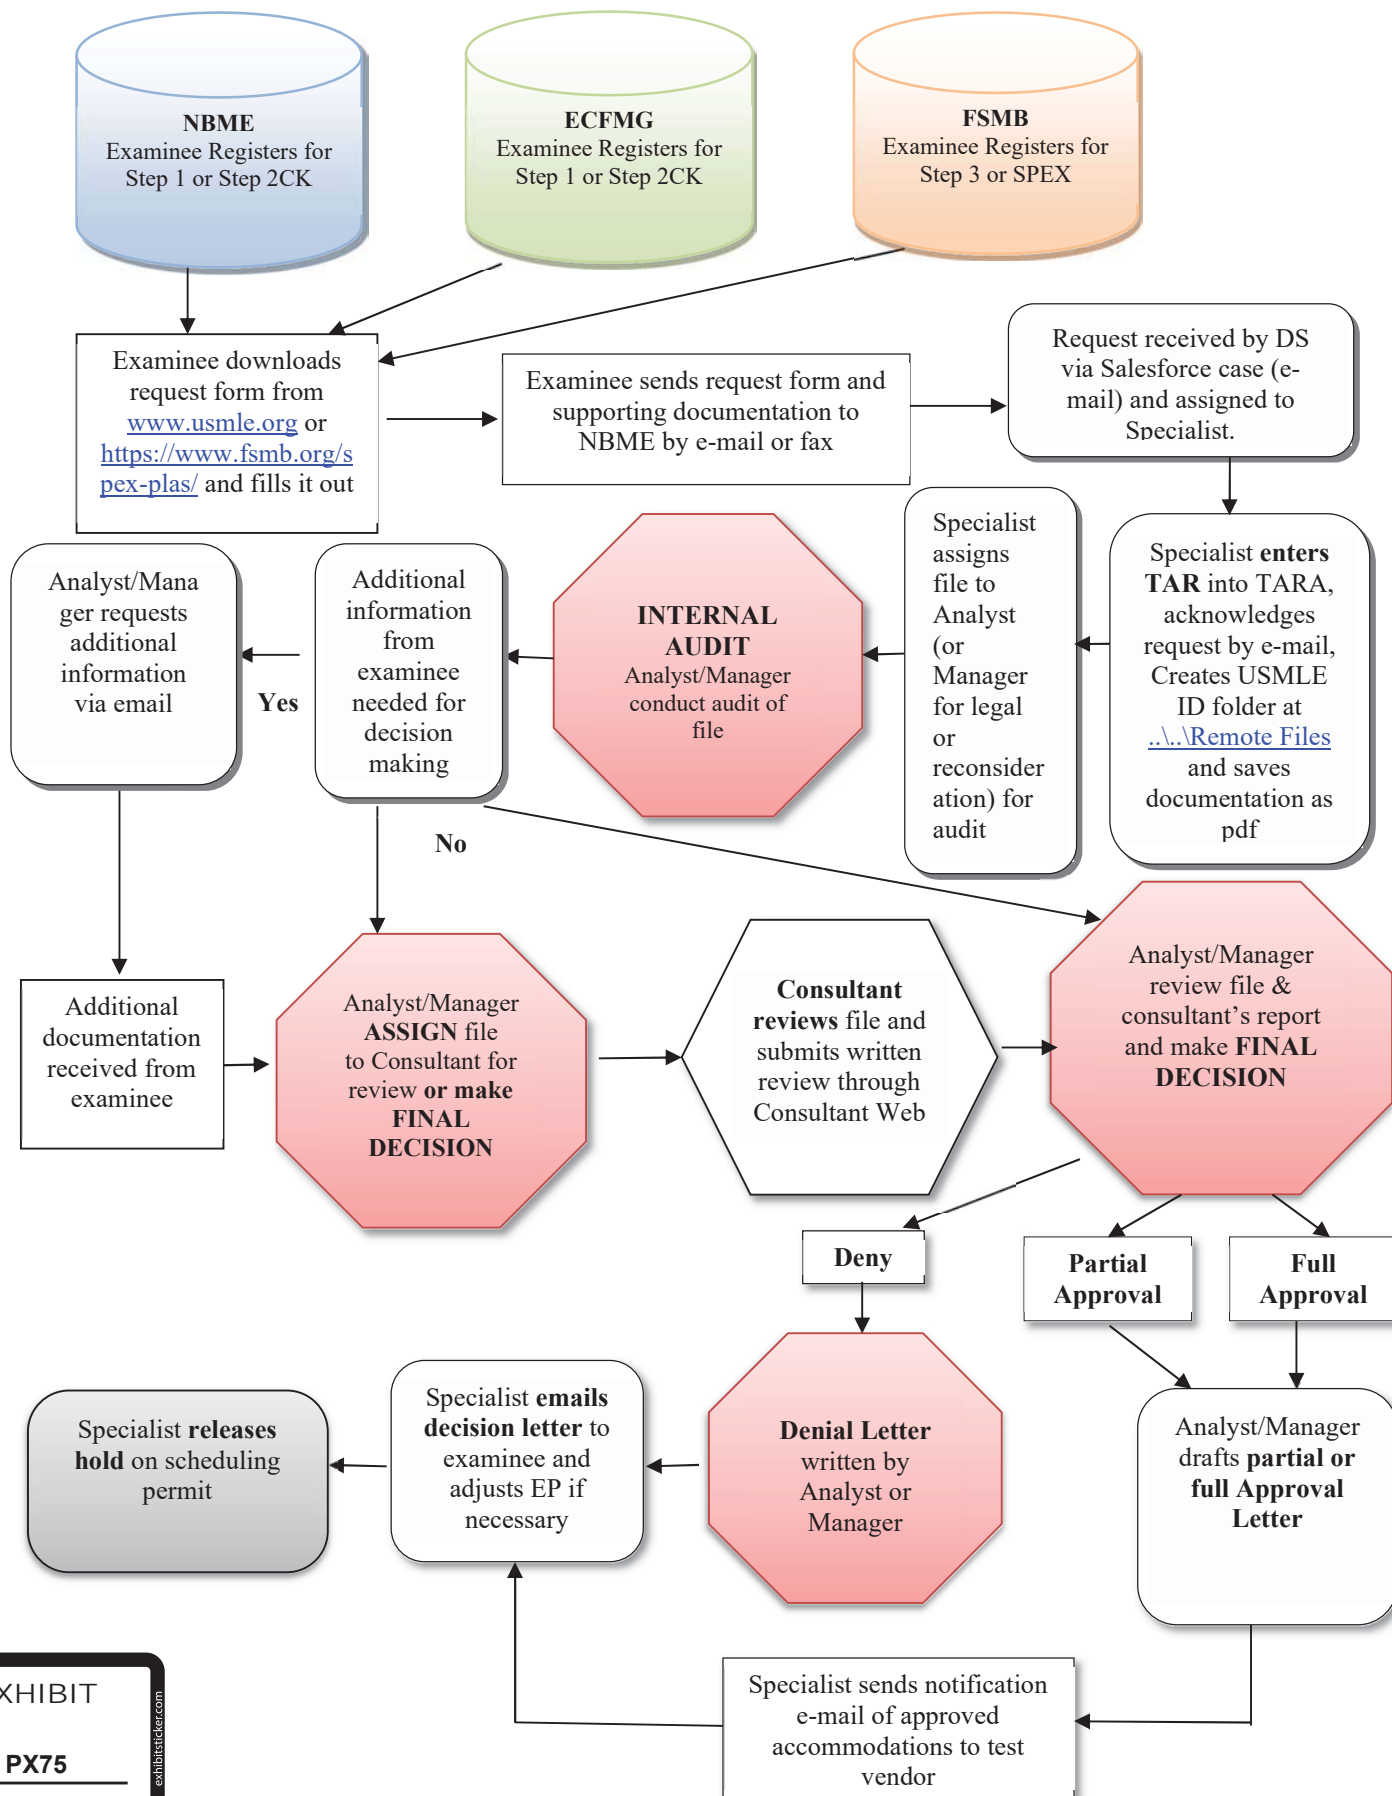 NBME
Examinee Registers for
Step 1 or Step 2CK
ECFMG
Examinee Registers for
Step 1 or Step 2CK
FSMB
Examinee Registers for
Step 3 or SPEX
Examinee downloads
request form from
www.usmle.org or
https://www.fsmb.org/s
pex-plas/ and fills it out
Examinee sends request form and
supporting documentation to
NBME by e-mail or fax
Request received by DS
via Salesforce case (e-
mail) and assigned to
Specialist.
Specialist enters
TAR into TARA,
acknowledges
request by e-mail,
Creates USMLE
ID folder at
..\..\Remote Files
and saves
documentation as
pdf
Specialist
assigns
file to
Analyst
(or
Manager
for legal
or
reconsider
ation) for
audit
INTERNAL
AUDIT
Analyst/Manager
conduct audit of
file
Additional
information
from
examinee
needed for
decision
making
Yes
No
Analyst/Mana
ger requests
additional
information
via email
Additional
documentation
received from
examinee
Analyst/Manager
ASSIGN file
to Consultant for
review or make
FINAL
DECISION
Consultant
reviews file and
submits written
review through
Consultant Web
Analyst/Manager
review file &
consultant's report
and make FINAL
DECISION
Deny
Partial
Approval
Full
Approval
Denial Letter
written by
Analyst or
Manager
Analyst/Manager
drafts partial or
full Approval
Letter
Specialist emails
decision letter to
examinee and
adjusts EP if
necessary
Specialist releases
hold on scheduling
permit
Specialist sends notification
e-mail of approved
accommodations to test
vendor
XHIBIT
PX75
exhibitsticker.com